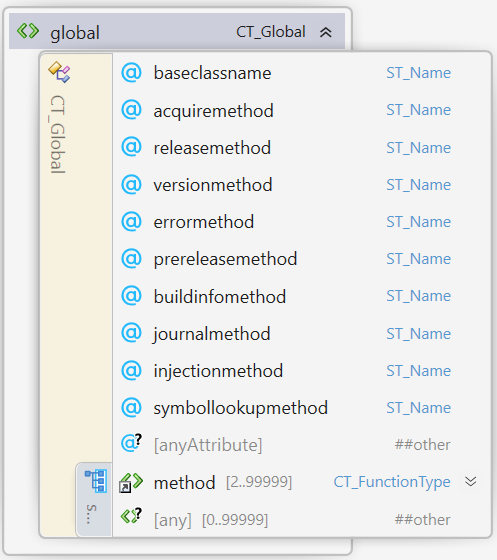 global CT_Global
CT_Global
baseclassname ST_Name
acquiremethod ST_Name
releasemethod ST_Name
versionmethod ST_Name
errormethod ST_Name
prereleasemethod ST_Name
buildinfomethod ST_Name
journalmethod ST_Name
injectionmethod ST_Name
symbollookupmethod ST_Name
[anyAttribute] ##other
method [2..99999] CT_FunctionType
[any] [0..99999] ##other
S...